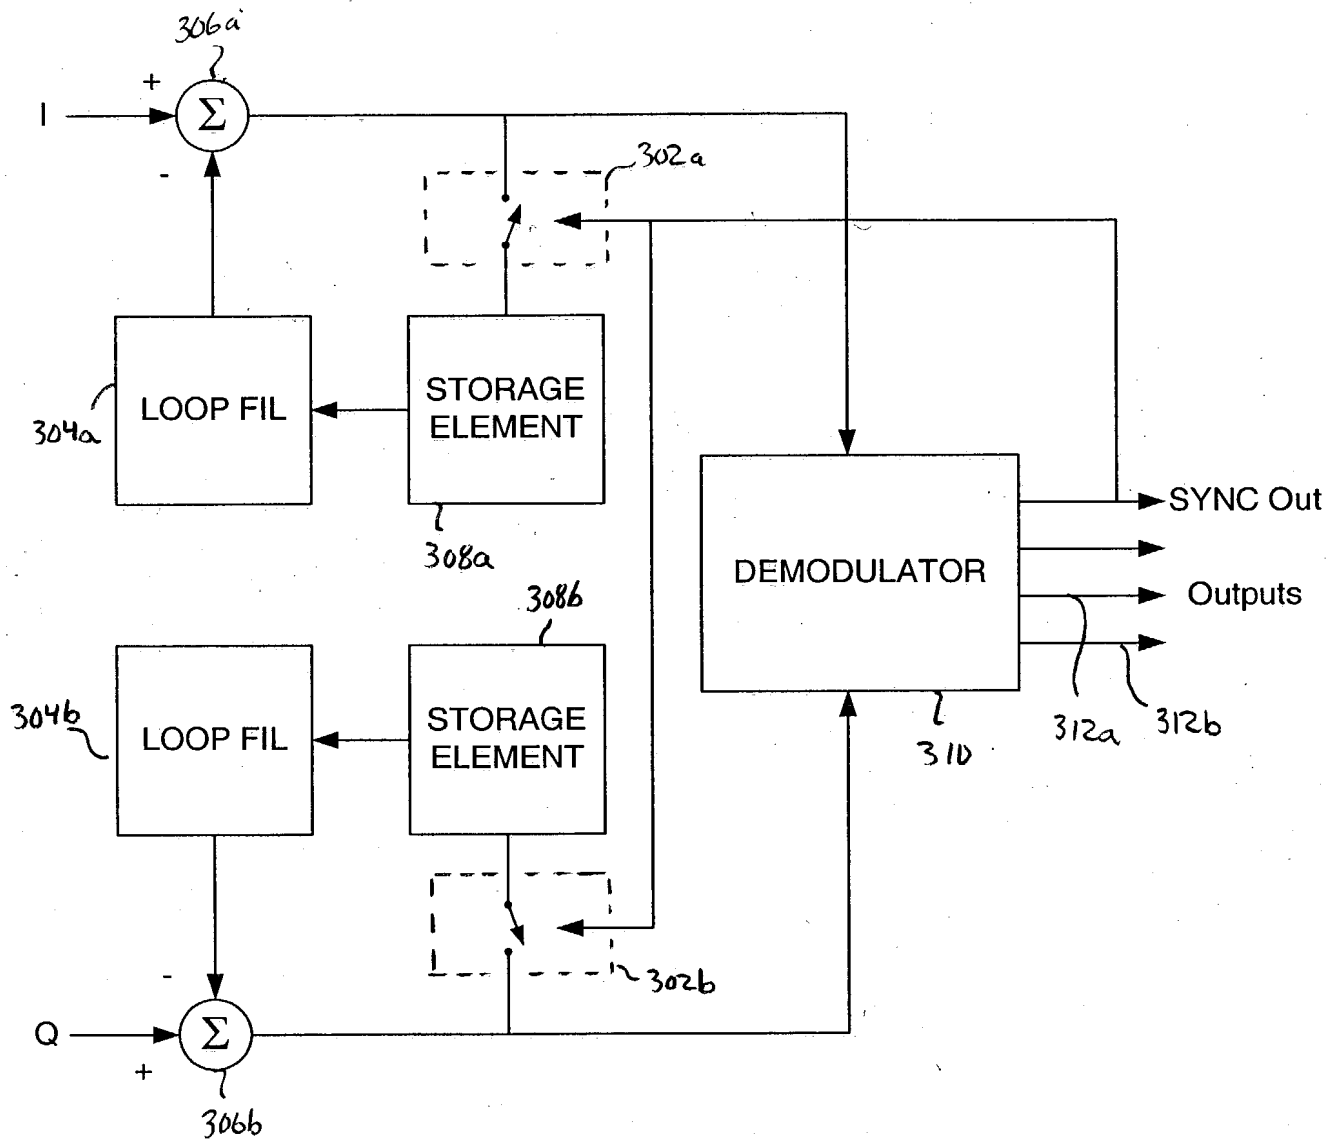 306a
+
I
Σ
-
302a
LOOP FIL
STORAGE
ELEMENT
304a
308a
SYNC Out
DEMODULATOR
Outputs
308b
304b
LOOP FIL
STORAGE
ELEMENT
312a
312b
310
-
302b
Q
Σ
+
306b